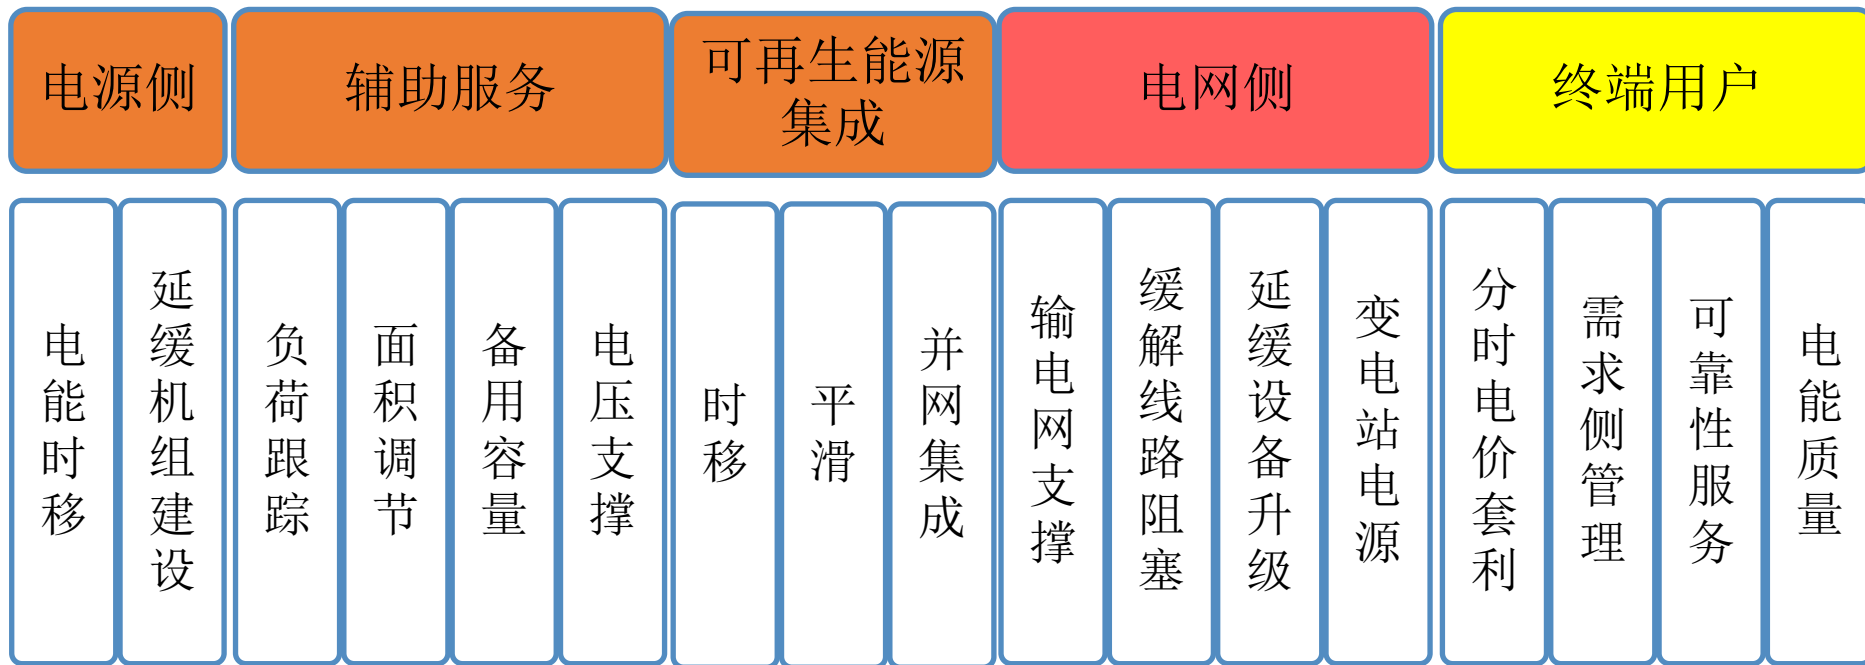 电源侧
辅助服务
可再生能源
集成
电网侧
终端用户
电能时移
延缓机组建设
负荷跟踪
面积调节
备用容量
电压支撑
时移
平滑
并网集成
输电网支撑
缓解线路阻塞
延缓设备升级
变电站电源
分时电价套利
需求侧管理
可靠性服务
电能质量